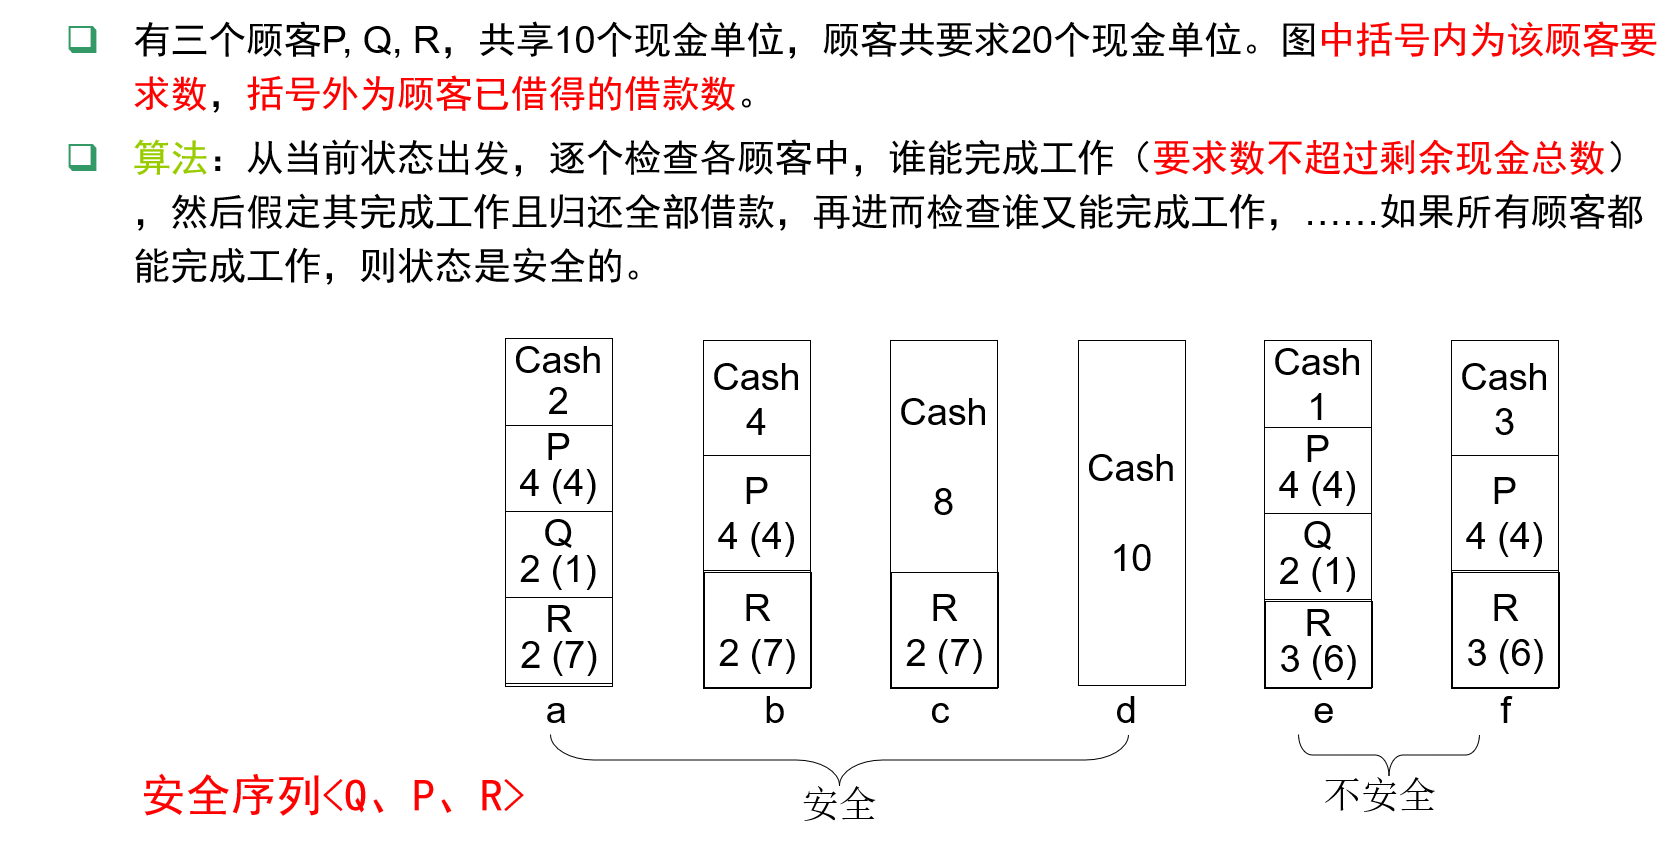 有三个顾客P, Q, R，共享10个现金单位，顾客共要求20个现金单位。图中括号内为该顾客要
求数，括号外为顾客已借得的借款数。
算法：从当前状态出发，逐个检查各顾客中，谁能完成工作（要求数不超过剩余现金总数）
，然后假定其完成工作且归还全部借款，再进而检查谁又能完成工作，……如果所有顾客都
能完成工作，则状态是安全的。
Cash
2
P
4 (4)
Q
2 (1)
R
2 (7)
a
Cash
4
P
4 (4)
R
2 (7)
b
Cash
8
R
2 (7)
c
Cash
10
d
Cash
1
P
4 (4)
Q
2 (1)
R
3 (6)
e
Cash
3
P
4 (4)
R
3 (6)
f
安全序列<Q、P、R>
安全
不安全